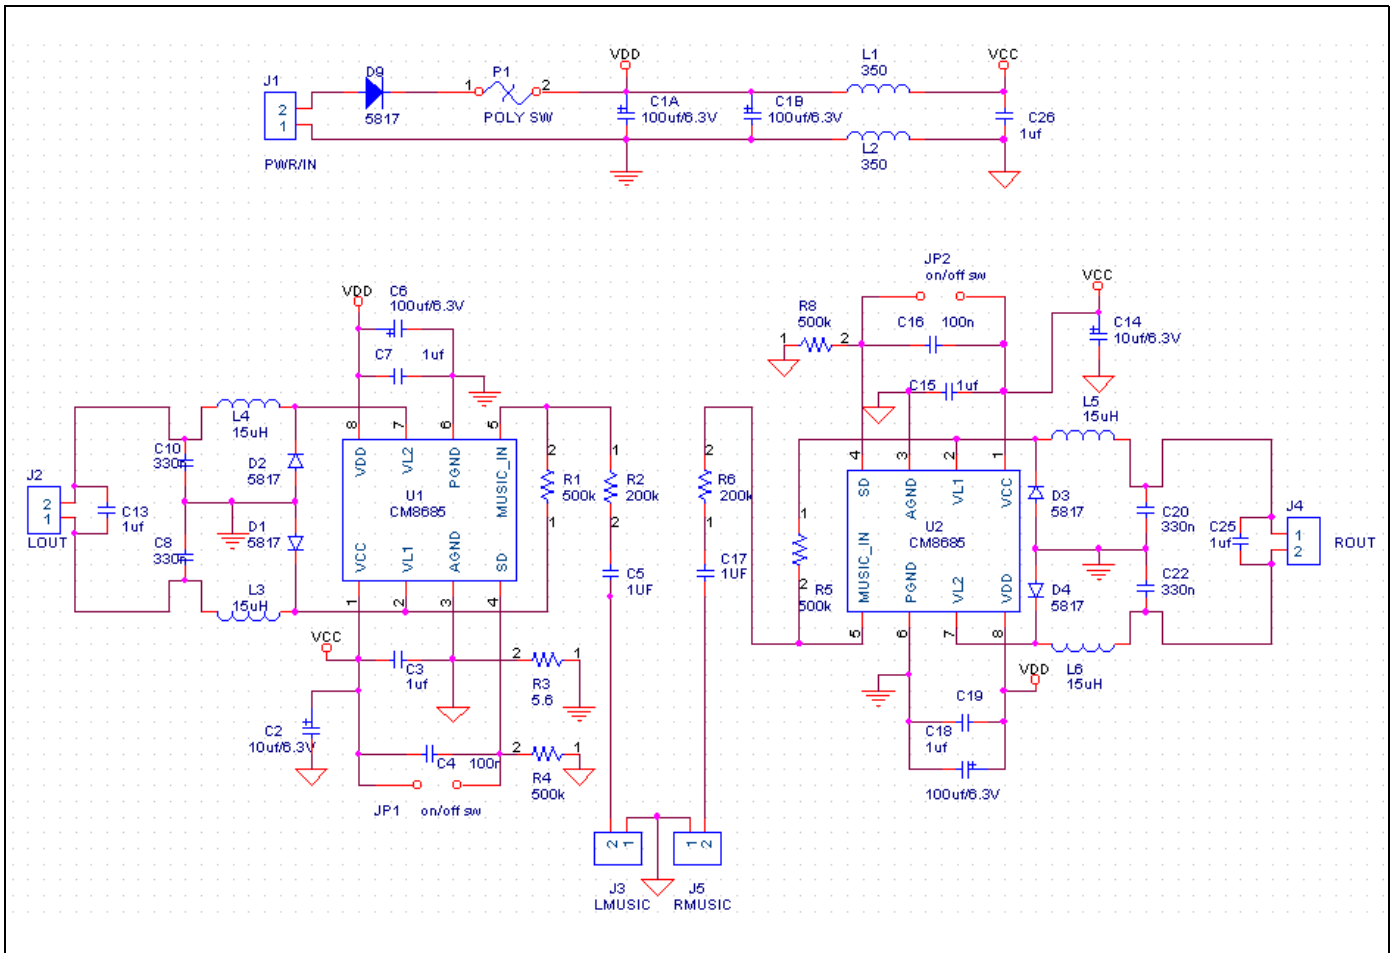 VDD
L1
350
VCC
J1
D9
P1
1
2
2
1
5817
POLY SW
C1A
100uf/6.3V
C1B
100uf/6.3V
C26
1uf
L2
350
PWR/IN
VDD
C6
100uf/6.3V
C7
1uf
JP2
on/off sw
VCC
R8
500k
C16
100n
1
2
C14
10uf/6.3V
C15
1uf
L4
15uH
8
7
6
5
L5
15uH
C10
330n
D2
5817
VDD
VL2
PGND
MUSIC_IN
2
R1
500k
1
1
R2
200k
2
2
R6
200k
1
4
3
2
1
SD
AGND
VL1
VCC
D3
5817
C20
330n
J2
2
1
LOUT
C13
1uf
U1
CM8685
U2
CM8685
C25
1uf
J4
1
2
ROUT
C8
330n
D1
5817
VCC
VL1
AGND
SD
C5
1UF
C17
1UF
1
2
R5
500k
MUSIC_IN
PGND
VL2
VDD
D4
5817
C22
330n
L3
15uH
1
2
3
4
5
6
7
8
VCC
C3
1uf
2
1
R3
5.6
L6
15uH
VDD
C2
10uf/6.3V
C4
100n
2
1
R4
500k
C19
C18
1uf
100uf/6.3V
JP1
on/off sw
2
1
1
2
J3
LMUSIC
J5
RMUSIC